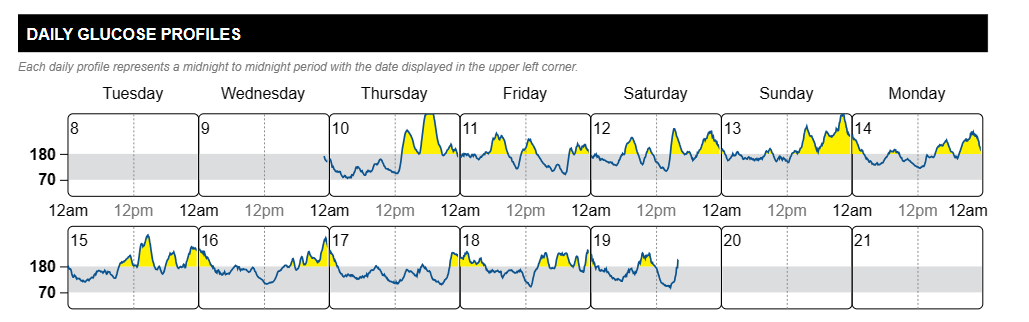 DAILY GLUCOSE PROFILES
Each daily profile represents a midnight to midnight period with the date displayed in the upper left corner.
Tuesday Wednesday Thursday Friday Saturday Sunday Monday
8 9 10 11 12 13 14
180
70
12am 12pm 12am 12pm 12am 12pm 12am 12pm 12am 12pm 12am 12pm 12am 12pm 12am
15 16 17 18 19 20 21
180
70